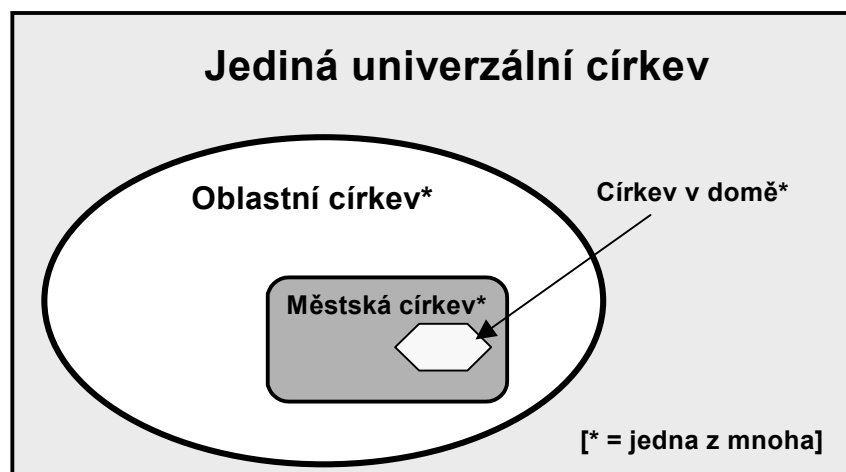 Jediná univerzální církev
Oblastní církev*
Církev v domě*
Městská církev*
[* = jedna z mnoha]